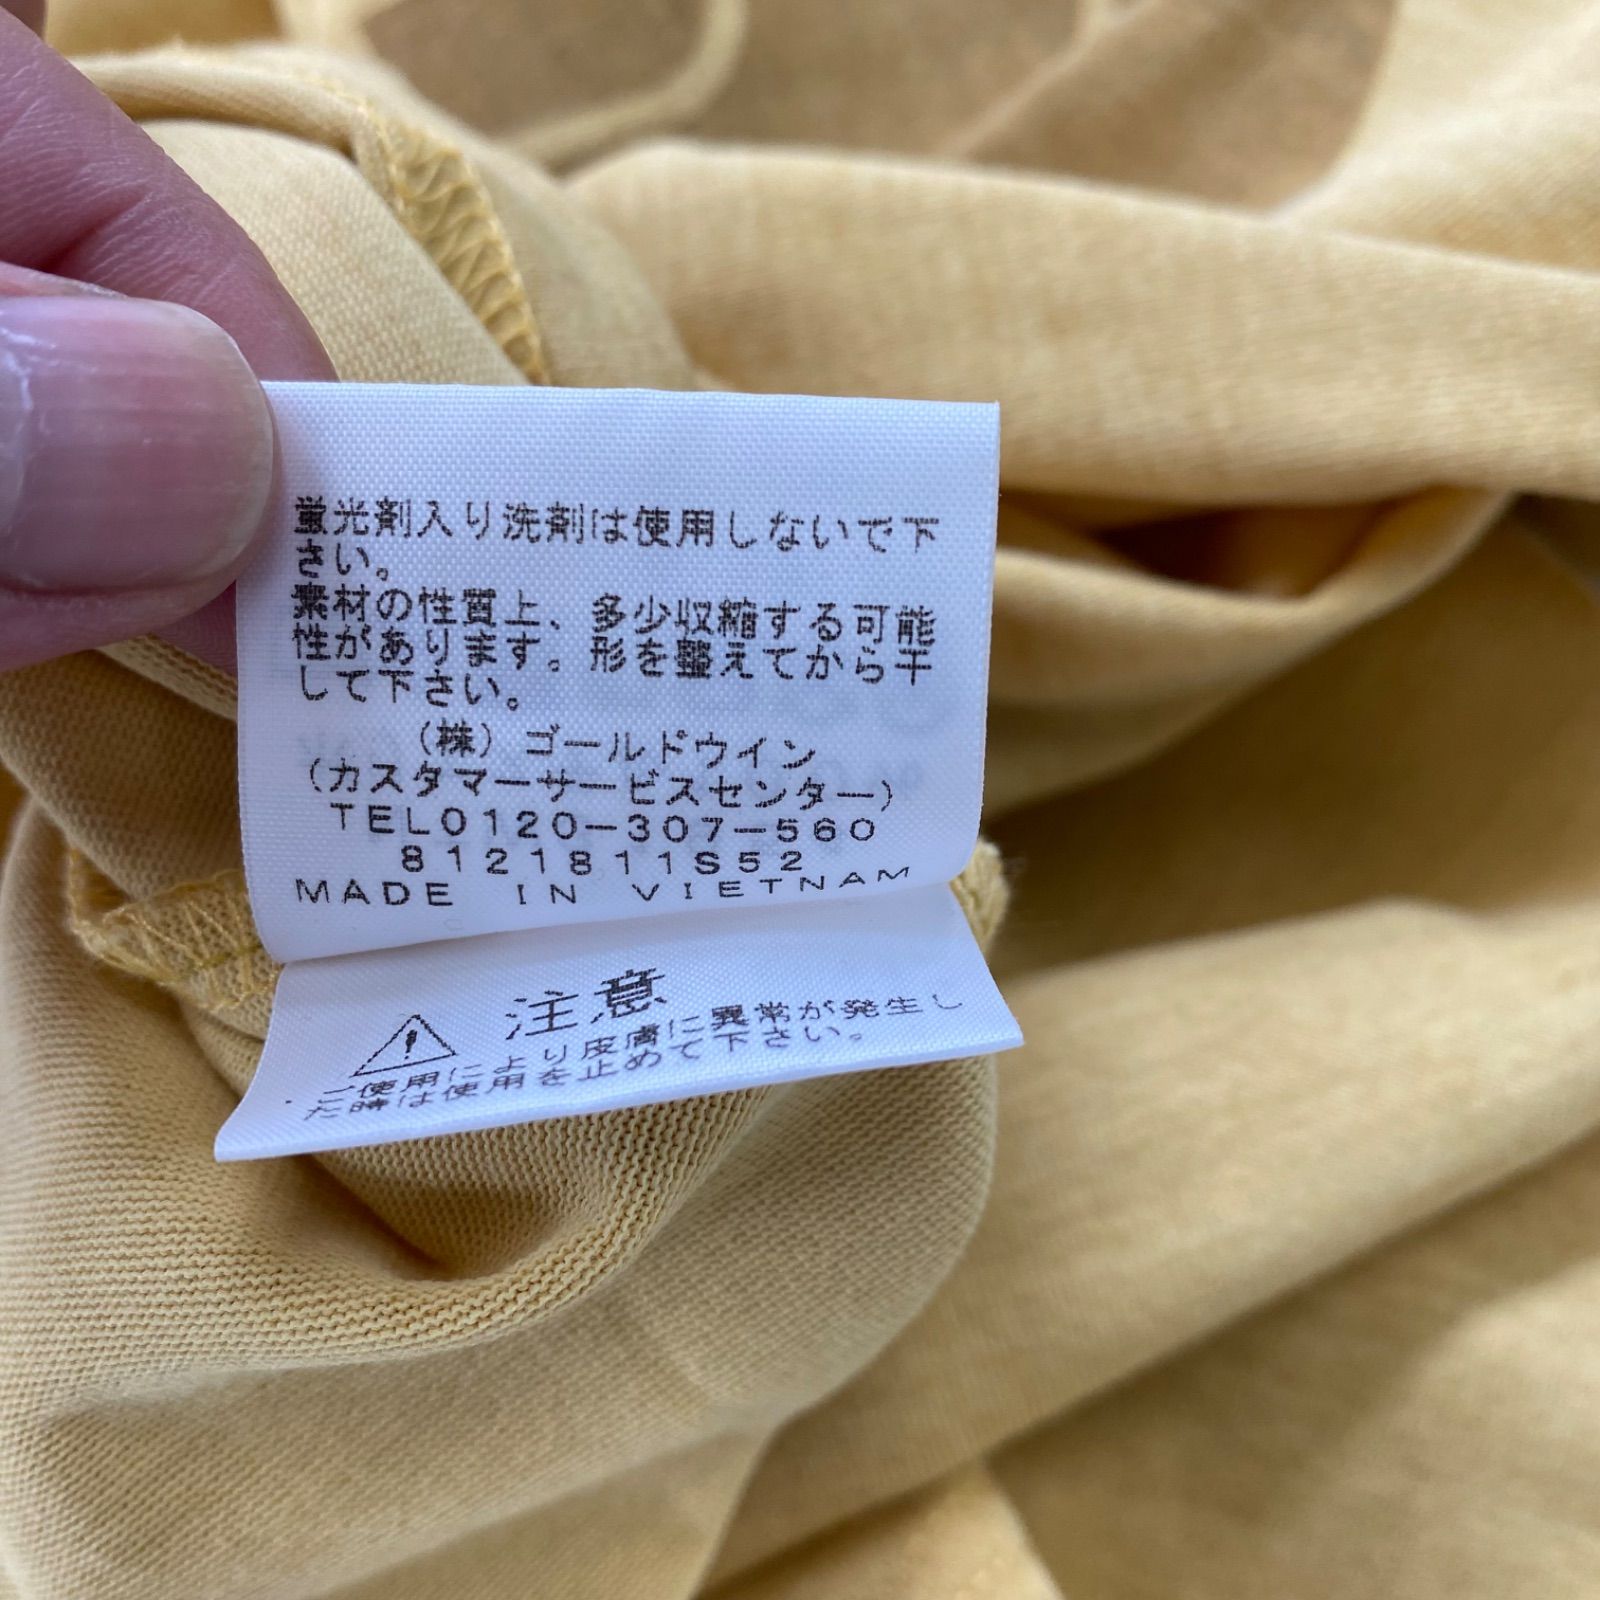 蛍光剤入り洗剤は使用しないで下
さい。
素材の性質上、多少収縮する可能
性があります。形を整えてから干
して下さい。
(株)ゴールドウイン
(カスタマーサービスセンター)
TEL0120-307-560
8121811S52
MADE IN VIETNAM
注意
ご使用により皮膚に異常が発生し
た時は使用を止めて下さい。